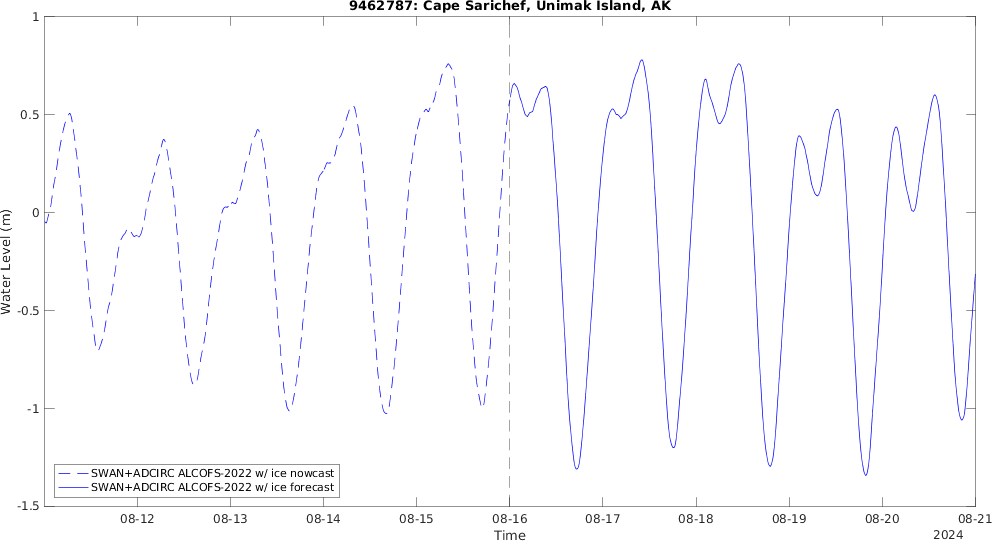 9462787: Cape Sarichef, Unimak Island, AK
1
0.5
0
-0.5
-1
-1.5
Water Level (m)
SWAN+ADCIRC ALCOFS-2022 w/ ice nowcast
SWAN+ADCIRC ALCOFS-2022 w/ ice forecast
08-12 08-13 08-14 08-15 08-16 08-17 08-18 08-19 08-20 08-21
Time
2024